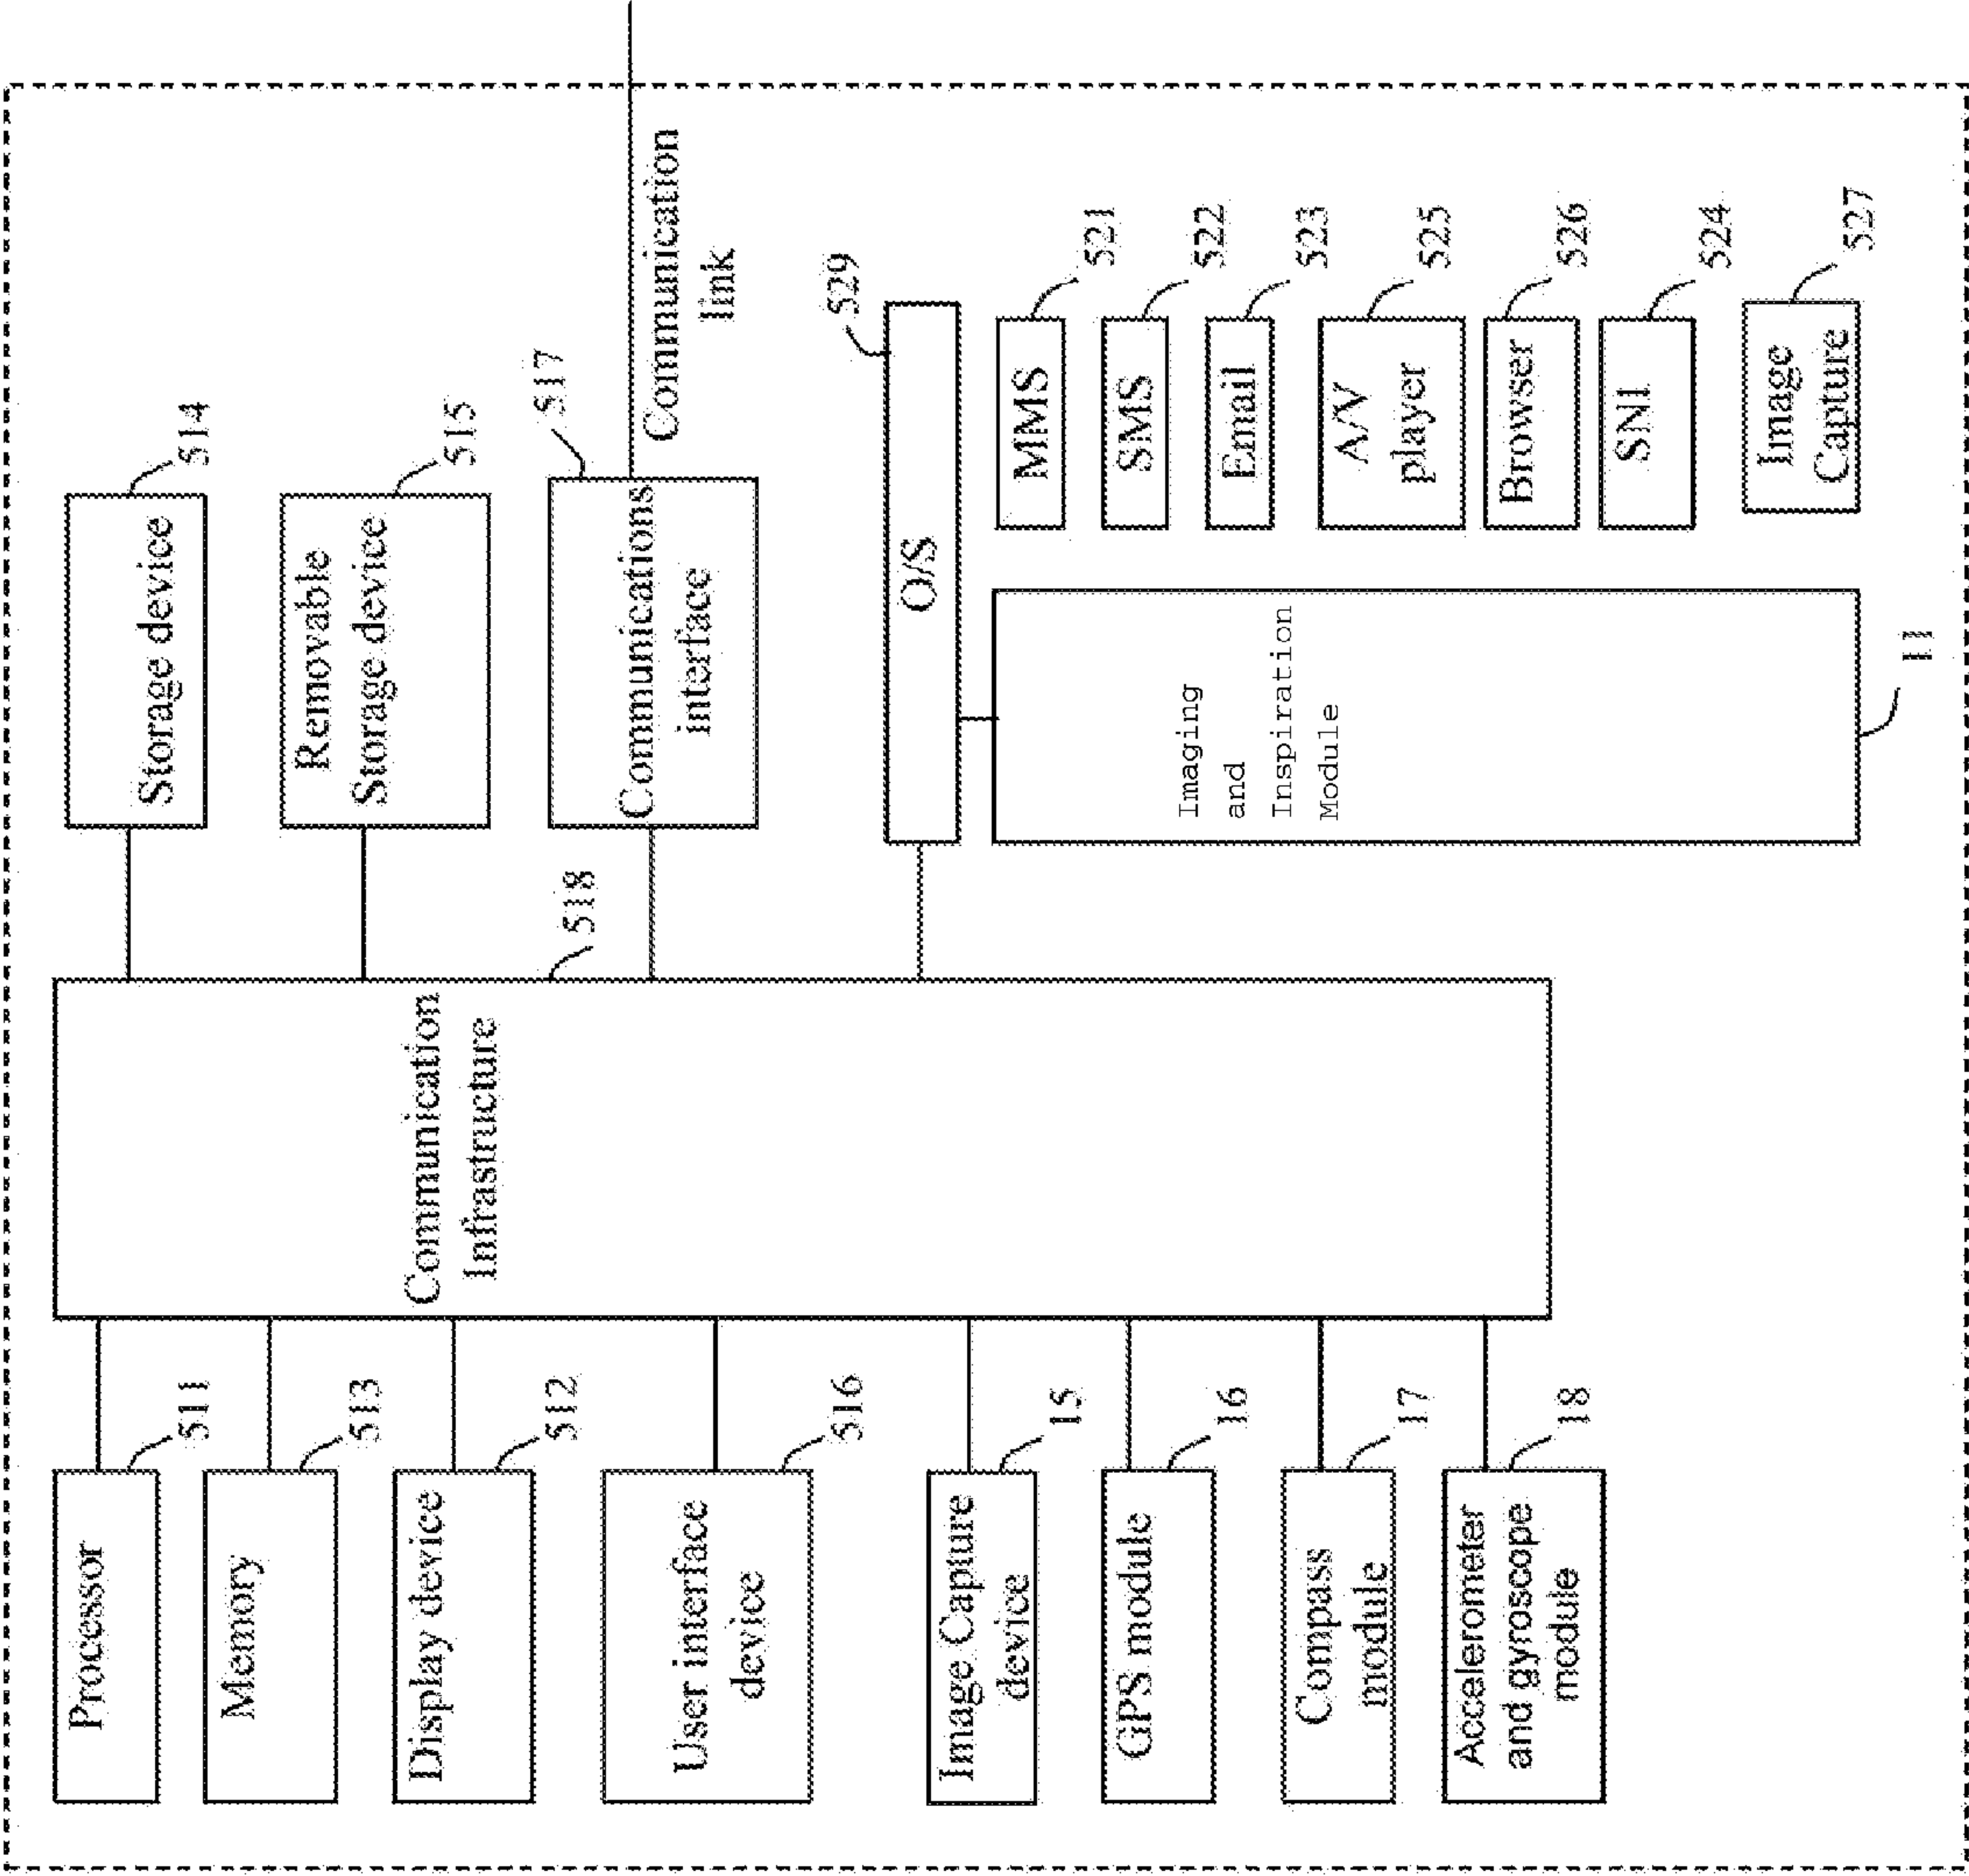 Processor
511
Memory
513
Display device
512
User interface
device
516
Image Capture
device
15
GPS module
16
Compass
module
17
Accelerometer
and gyroscope
module
18
Communication
Infrastructure
518
Storage device
514
Removable
Storage device
515
Communications
interface
517
Communication
link
O/S
529
Imaging
and
Inspiration
Module
11
MMS
521
SMS
522
Email
523
A/V
player
525
Browser
526
SNI
524
Image
Capture
527